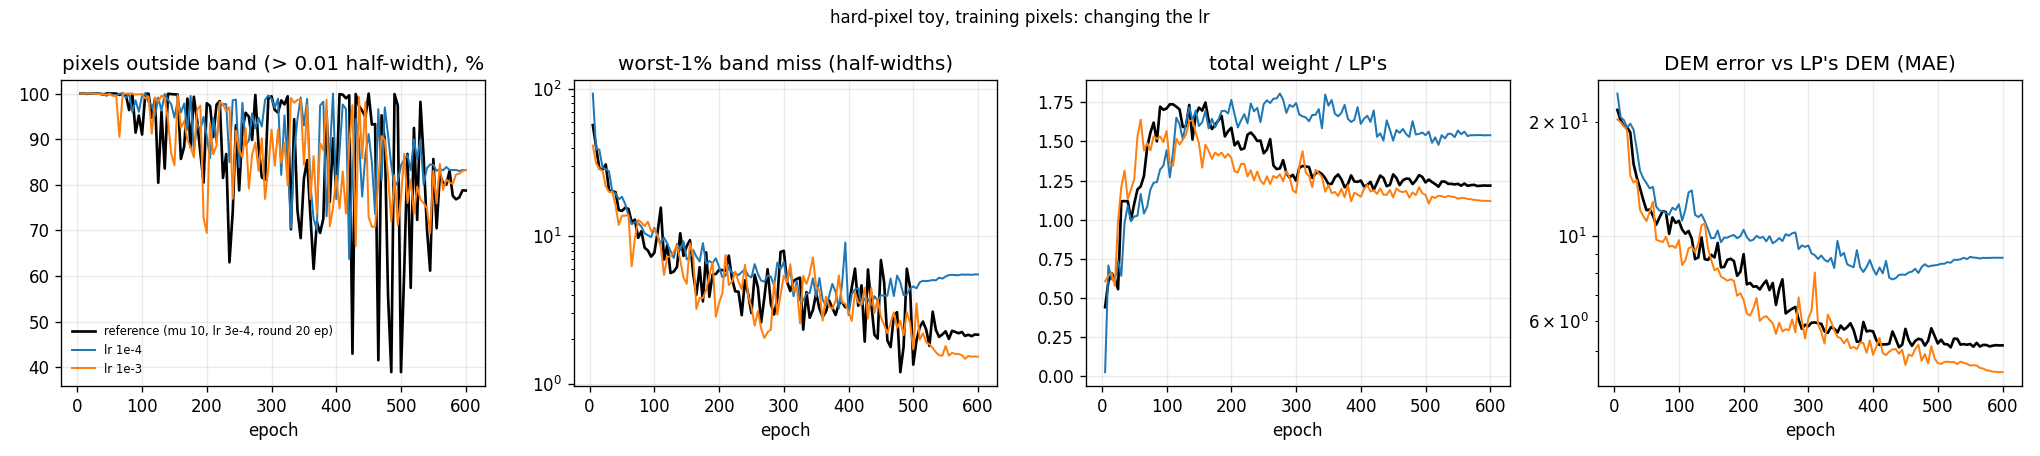 hard-pixel toy, training pixels: changing the lr
pixels outside band (> 0.01 half-width), %
100
90
80
70
60
50
40
reference (mu 10, lr 3e-4, round 20 ep)
lr 1e-4
lr 1e-3
0 100 200 300 400 500 600
epoch
worst-1% band miss (half-widths)
10²
10¹
10⁰
0 100 200 300 400 500 600
epoch
total weight / LP's
1.75
1.50
1.25
1.00
0.75
0.50
0.25
0.00
0 100 200 300 400 500 600
epoch
DEM error vs LP's DEM (MAE)
2 × 10¹
10¹
6 × 10⁰
0 100 200 300 400 500 600
epoch